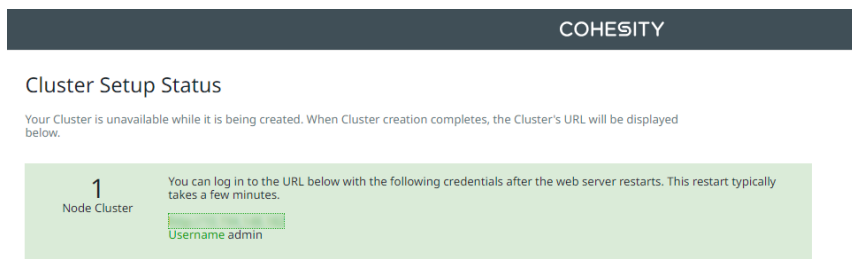 COHESITY
Cluster Setup Status
Your Cluster is unavailable while it is being created. When Cluster creation completes, the Cluster's URL will be displayed
below.
1
Node Cluster
You can log in to the URL below with the following credentials after the web server restarts. This restart typically
takes a few minutes.
Username admin